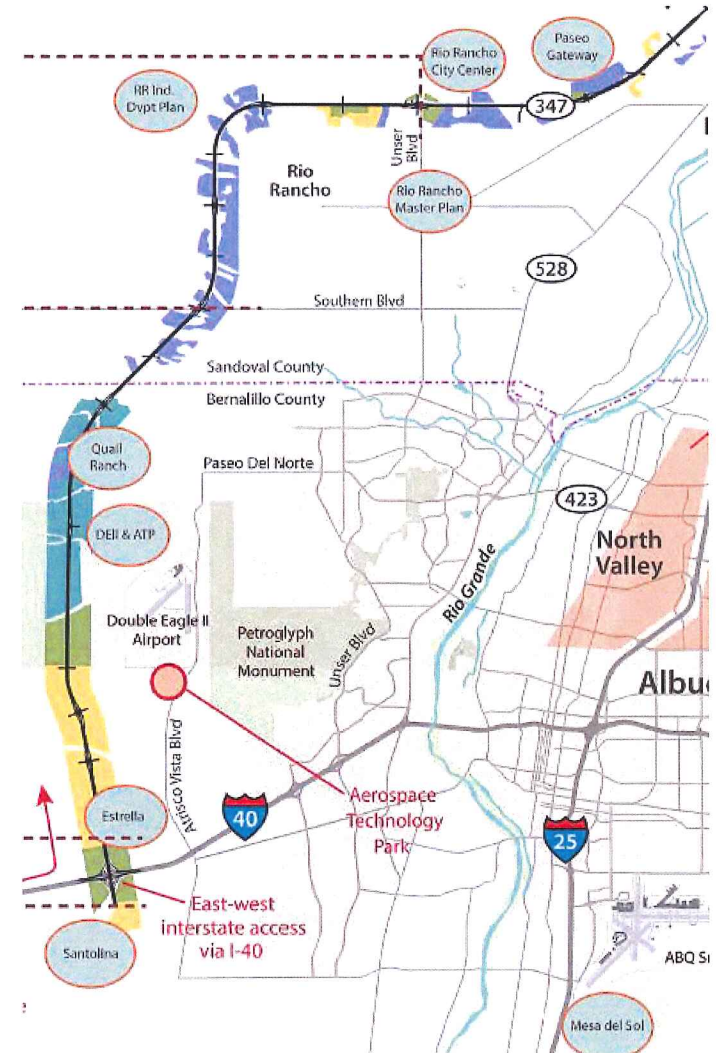 Paseo
Gateway
Rio Rancho
City Center
RR Ind.
Dvpt Plan
347
Unser
Blvd
Rio
Rancho
Rio Rancho
Master Plan
528
Southern Blvd
Sandoval County
Bernalillo County
Quail
Ranch
Paseo Del Norte
423
DEII & ATP
North
Valley
Rio Grande
Double Eagle II
Airport
Petroglyph
National
Monument
Unser Blvd
Albu
Atrisco Vista Blvd
Aerospace
Technology
Park
Estrella
40
25
East-west
interstate access
via I-40
Santolina
ABQ Su
Mesa del Sol